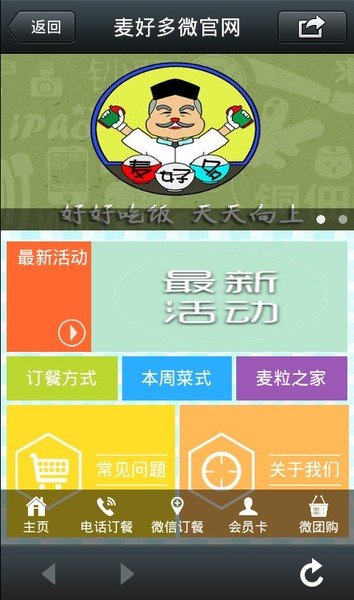 返回
麦好多微官网
麦好多
好好吃饭 天天向上
最新活动
最新
活动
订餐方式
本周菜式
麦粒之家
常见问题
关于我们
主页
电话订餐
微信订餐
会员卡
微团购